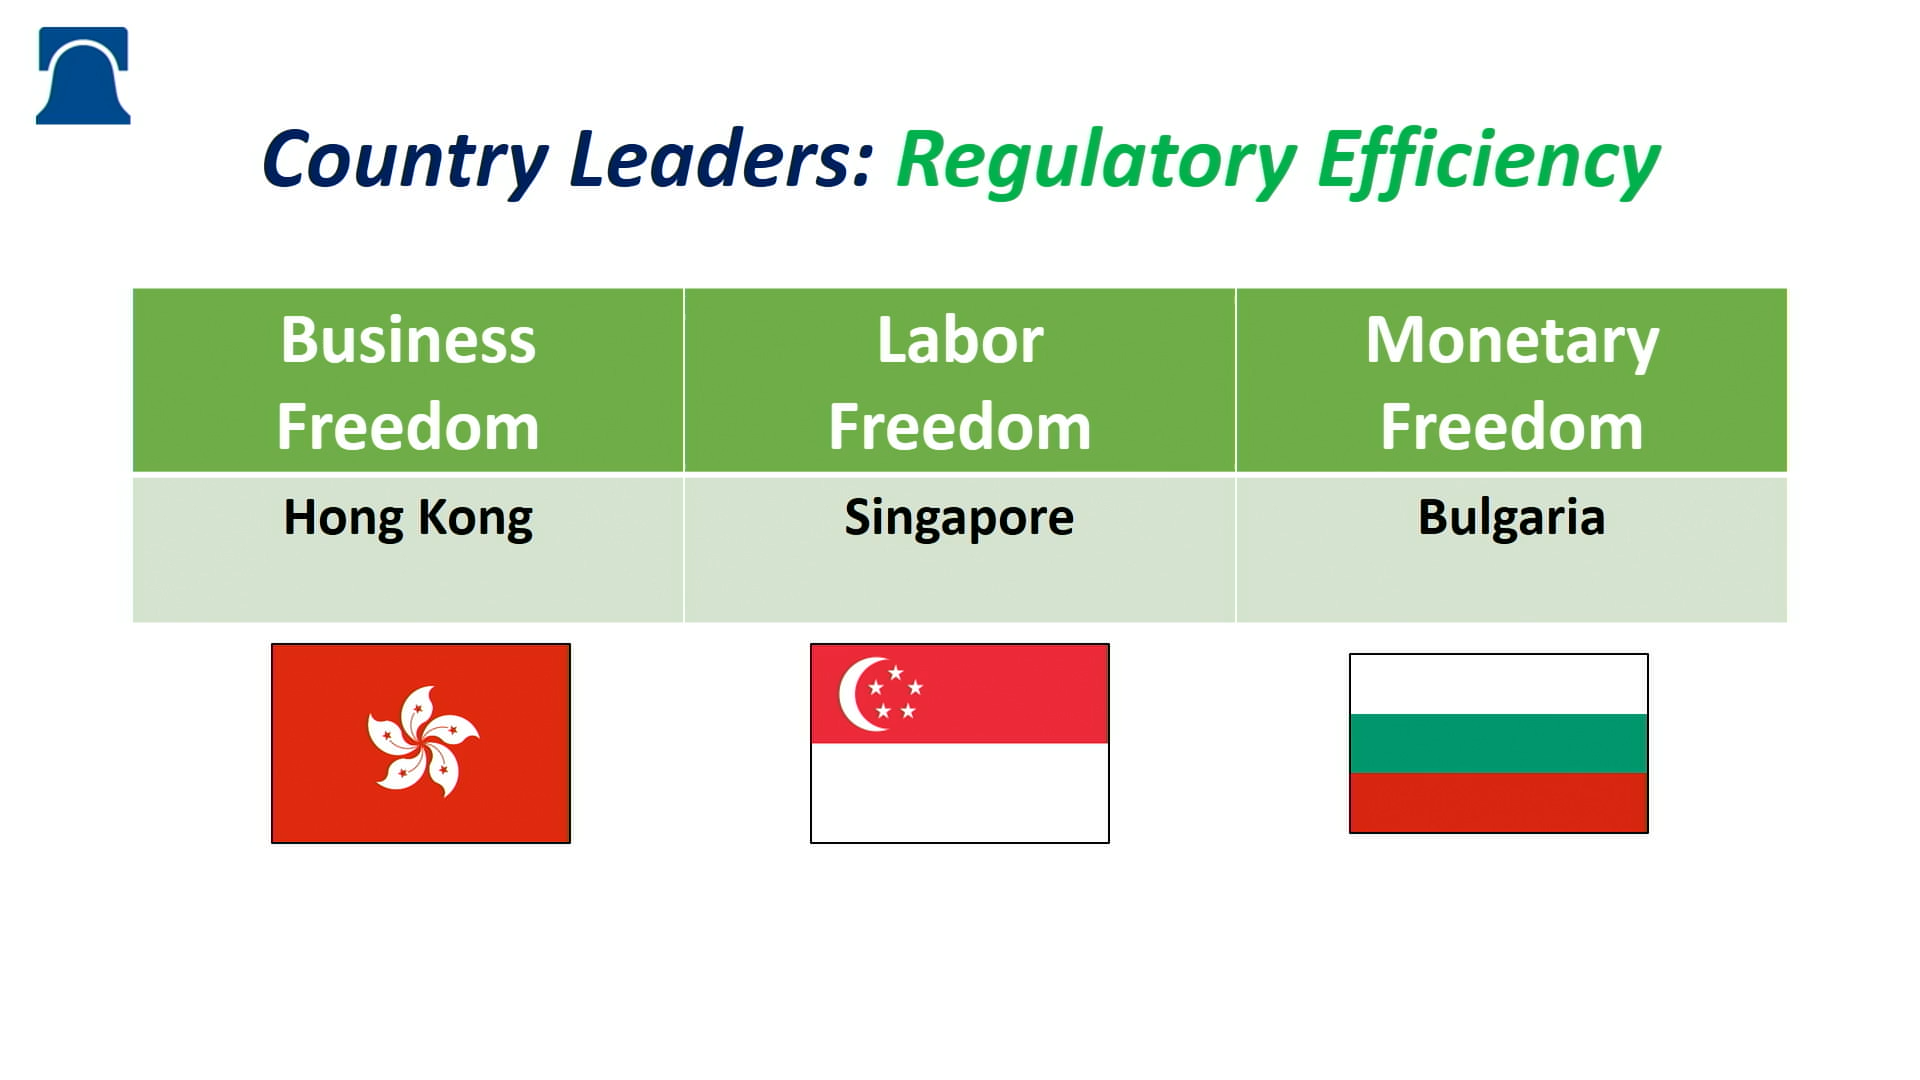 Country Leaders: Regulatory Efficiency
Business
Freedom
Labor
Freedom
Monetary
Freedom
Hong Kong
Singapore
Bulgaria